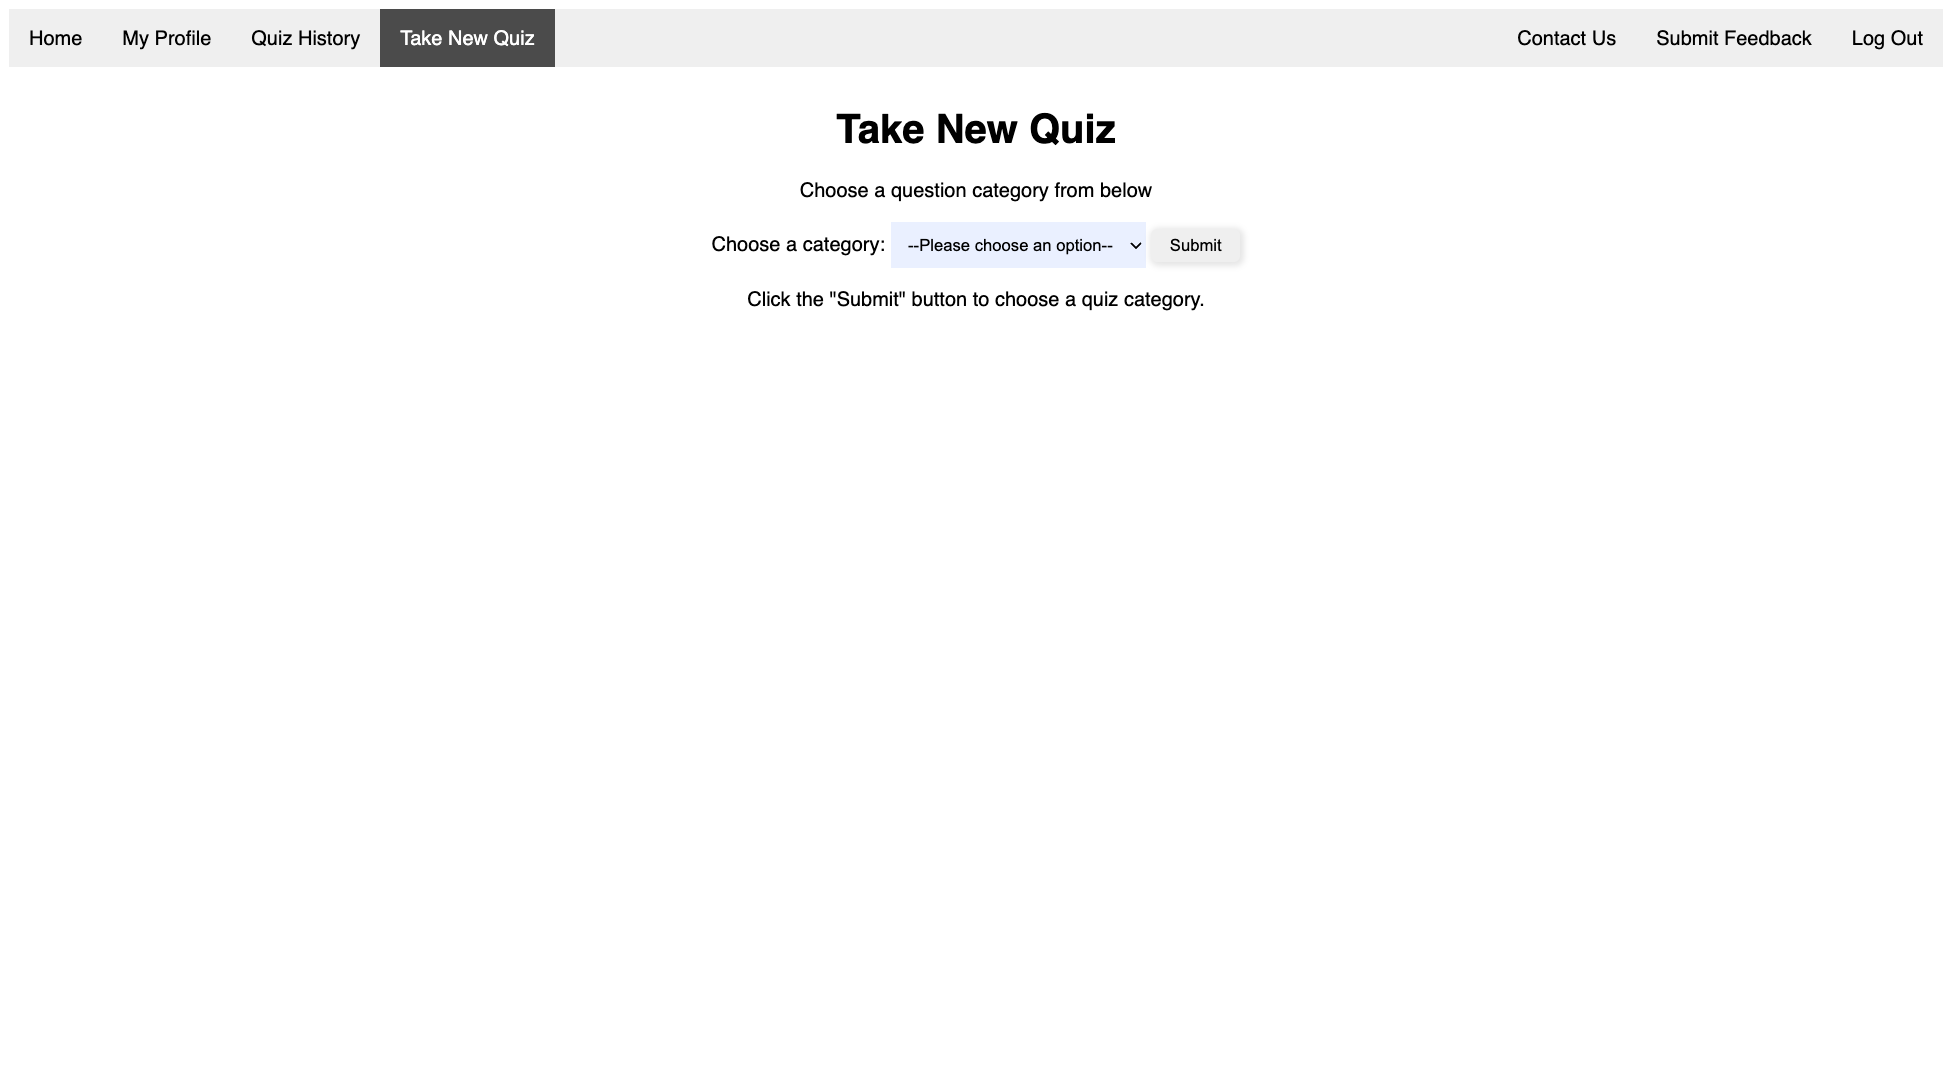 Home My Profile Quiz History Take New Quiz Contact Us Submit Feedback Log Out
Take New Quiz
Choose a question category from below
Choose a category: --Please choose an option-- Submit
Click the "Submit" button to choose a quiz category.